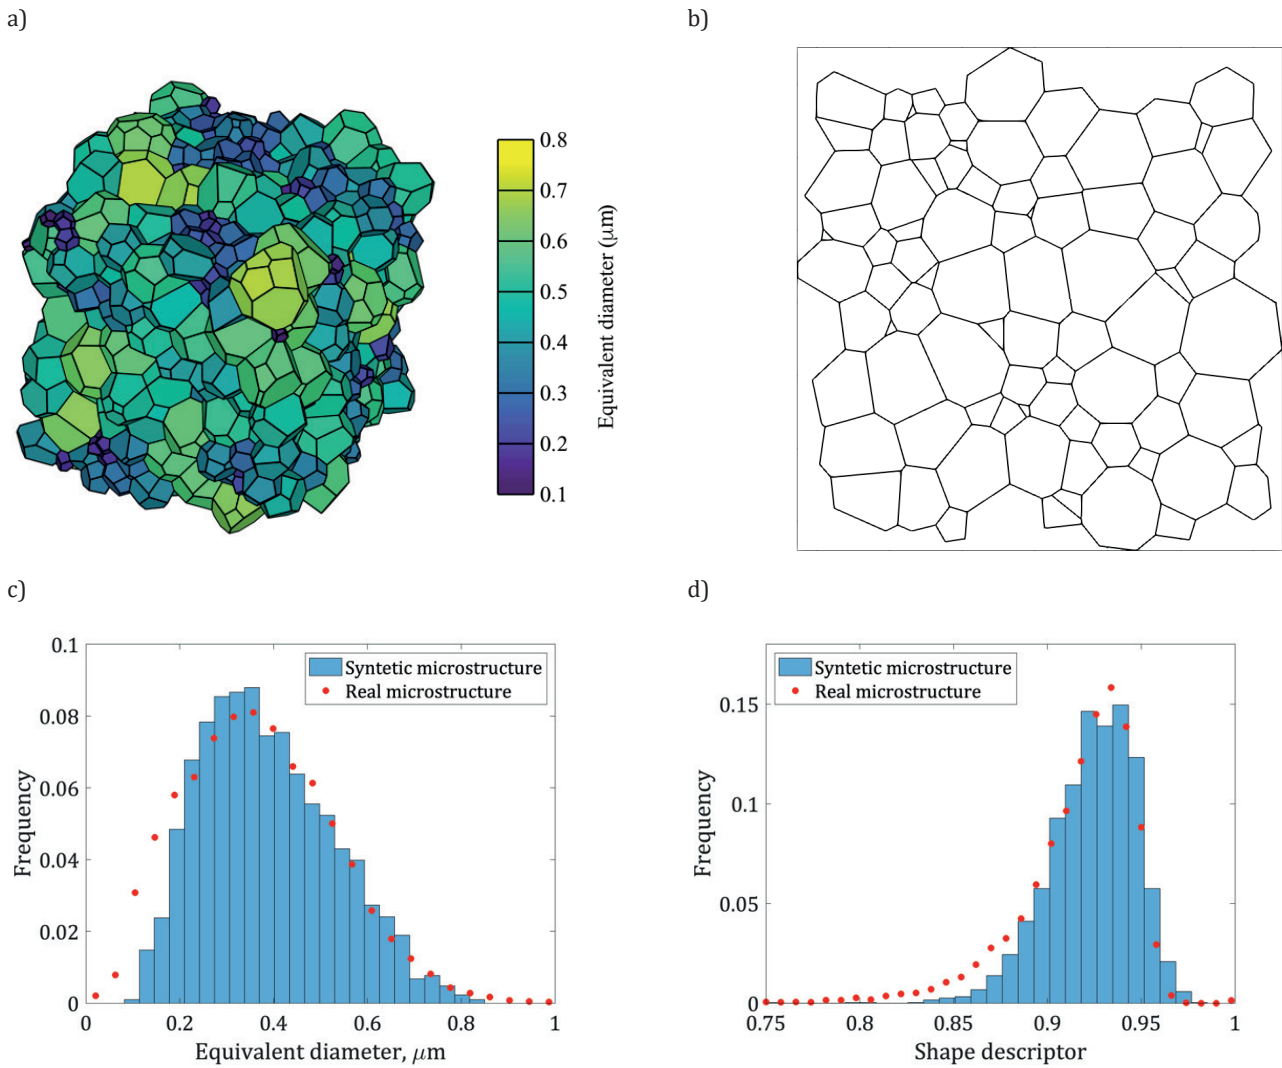 a)
b)
0.8
0.7
0.6
0.5
0.4
0.3
0.2
0.1
Equivalent diameter (μm)
c)
d)
0.1
0.08
0.06
0.04
0.02
0
Frequency
Syntetic microstructure
Real microstructure
0
0.2
0.4
0.6
0.8
1
Equivalent diameter, μm
0.15
0.1
0.05
0
Frequency
Syntetic microstructure
Real microstructure
0.75
0.8
0.85
0.9
0.95
1
Shape descriptor